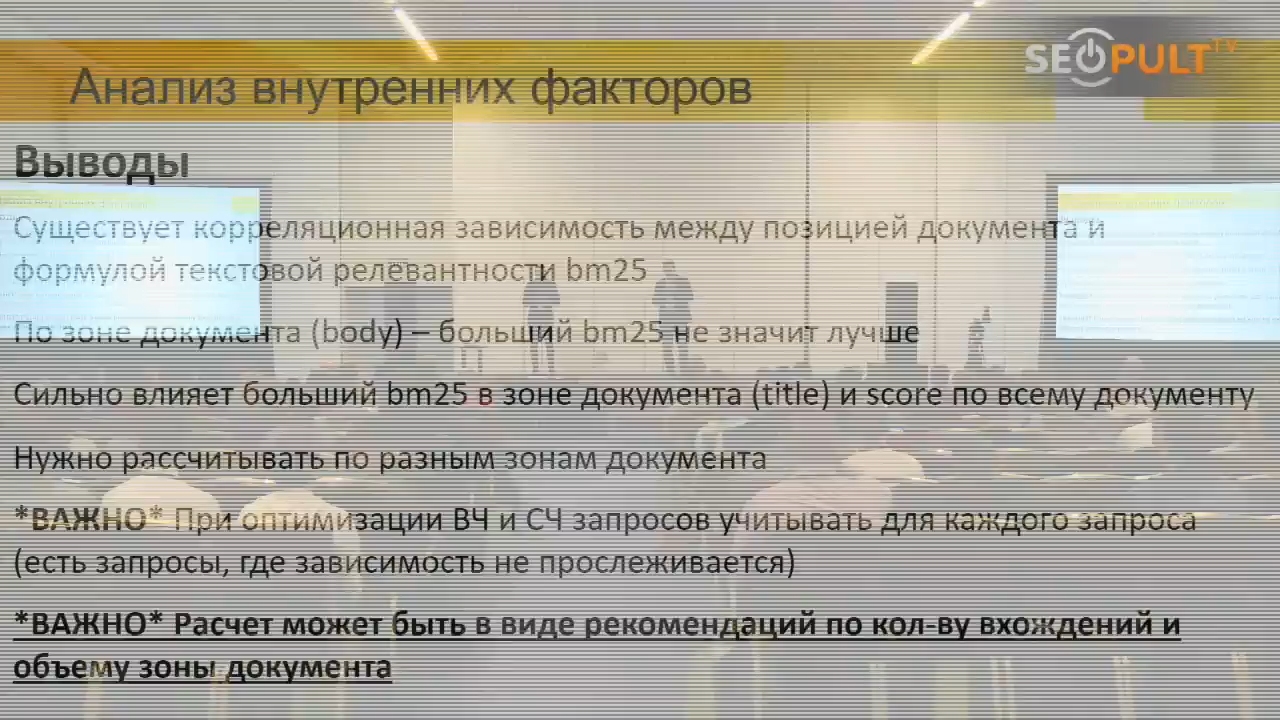 SEOPULT TV
Анализ внутренних факторов
Выводы
Существует корреляционная зависимость между позицией документа и
формулой текстовой релевантности bm25
По зоне документа (body) – больший bm25 не значит лучше
Сильно влияет больший bm25 в зоне документа (title) и score по всему документу
Нужно рассчитывать по разным зонам документа
*ВАЖНО* При оптимизации ВЧ и СЧ запросов учитывать для каждого запроса
(есть запросы, где зависимость не прослеживается)
*ВАЖНО* Расчет может быть в виде рекомендаций по кол-ву вхождений и
объему зоны документа